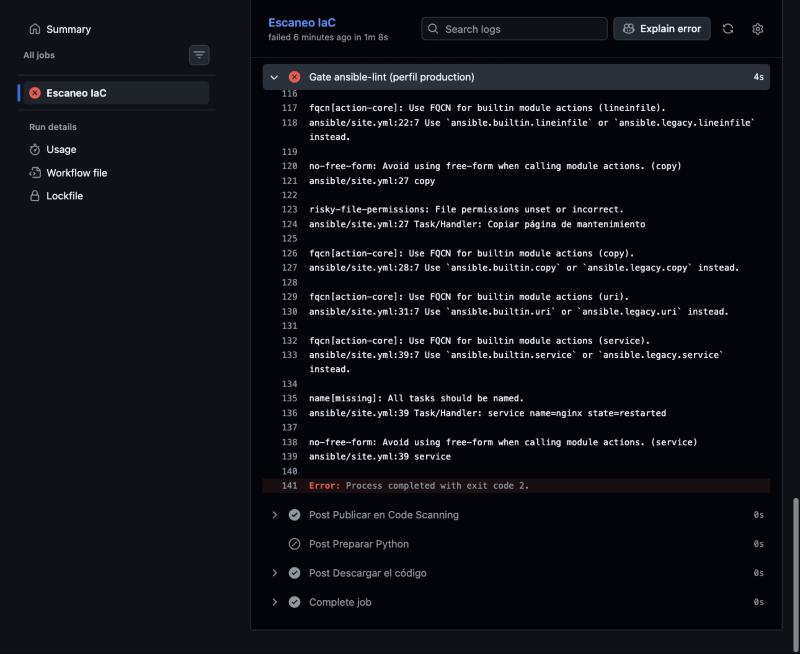 Summary
All jobs
Escaneo IaC
Run details
Usage
Workflow file
Lockfile
Escaneo IaC
failed 6 minutes ago in 1m 8s
Search logs
Explain error
Gate ansible-lint (perfil production)
4s
116
117 fqcn[action-core]: Use FQCN for builtin module actions (lineinfile).
118 ansible/site.yml:22:7 Use `ansible.builtin.lineinfile` or `ansible.legacy.lineinfile`
instead.
119
120 no-free-form: Avoid using free-form when calling module actions. (copy)
121 ansible/site.yml:27 copy
122
123 risky-file-permissions: File permissions unset or incorrect.
124 ansible/site.yml:27 Task/Handler: Copiar página de mantenimiento
125
126 fqcn[action-core]: Use FQCN for builtin module actions (copy).
127 ansible/site.yml:28:7 Use `ansible.builtin.copy` or `ansible.legacy.copy` instead.
128
129 fqcn[action-core]: Use FQCN for builtin module actions (uri).
130 ansible/site.yml:31:7 Use `ansible.builtin.uri` or `ansible.legacy.uri` instead.
131
132 fqcn[action-core]: Use FQCN for builtin module actions (service).
133 ansible/site.yml:39:7 Use `ansible.builtin.service` or `ansible.legacy.service`
instead.
134
135 name[missing]: All tasks should be named.
136 ansible/site.yml:39 Task/Handler: service name=nginx state=restarted
137
138 no-free-form: Avoid using free-form when calling module actions. (service)
139 ansible/site.yml:39 service
140
141 Error: Process completed with exit code 2.
Post Publicar en Code Scanning
0s
Post Preparar Python
0s
Post Descargar el código
0s
Complete job
0s